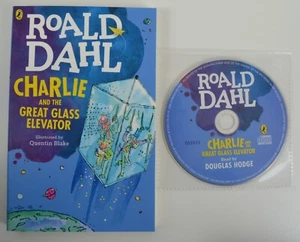 ROALD
DAHL
CHARLIE
AND THE
GREAT GLASS
ELEVATOR
Illustrated by
Quentin Blake
ROALD
DAHL
CHARLIE AND THE
GREAT GLASS ELEVATOR
Read by
DOUGLAS HODGE